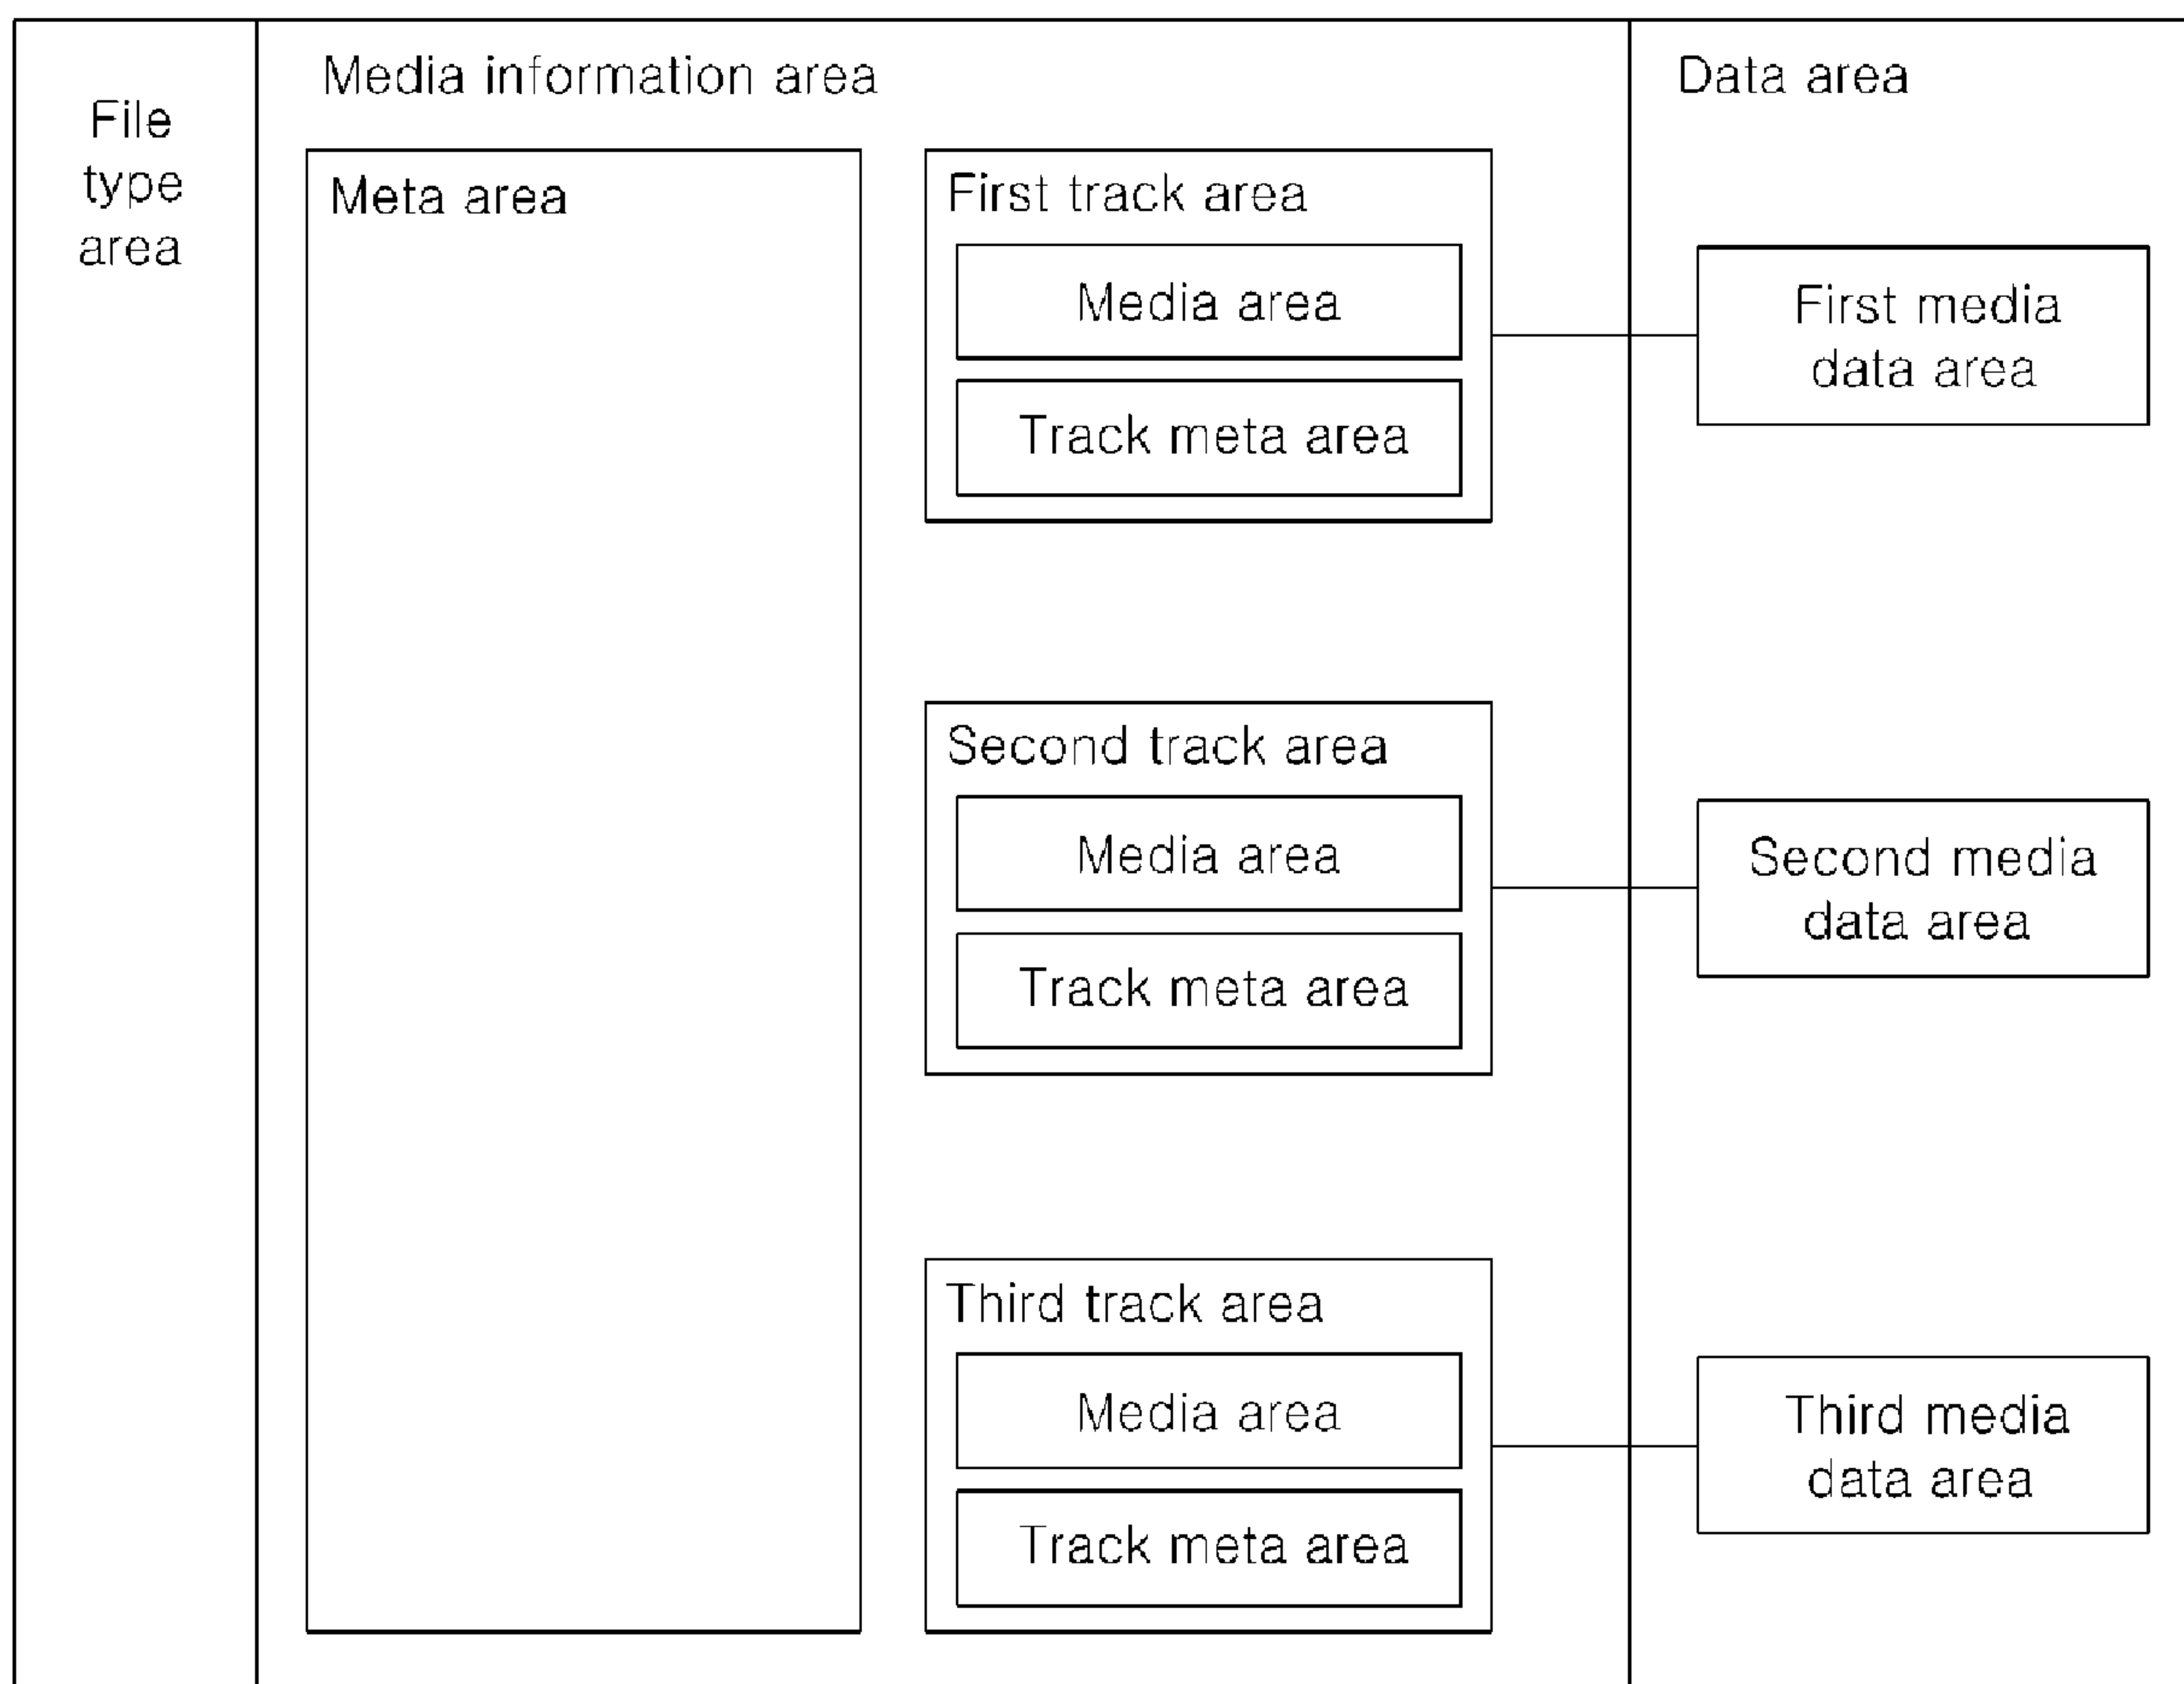 File
type
area
Media information area
Meta area
First track area
Media area
Track meta area
Second track area
Media area
Track meta area
Third track area
Media area
Track meta area
Data area
First media
data area
Second media
data area
Third media
data area